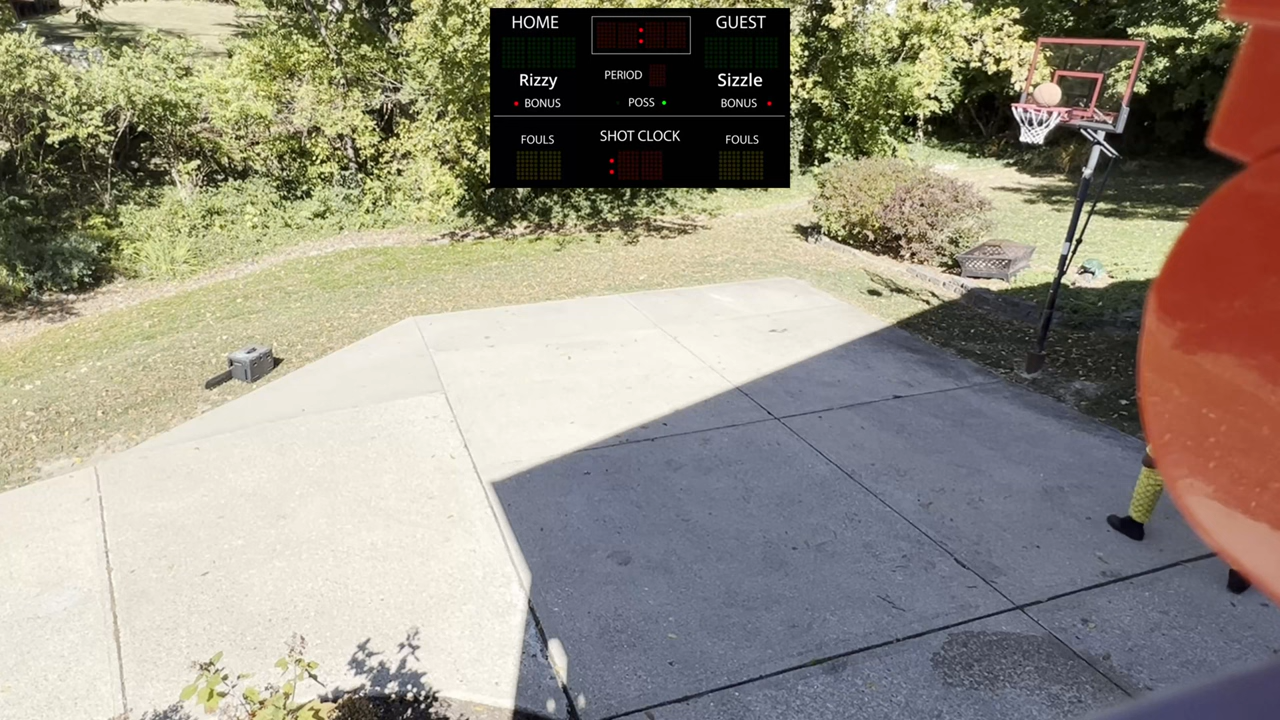 HOME GUEST
Rizzy PERIOD Sizzle
BONUS POSS BONUS
FOULS SHOT CLOCK FOULS